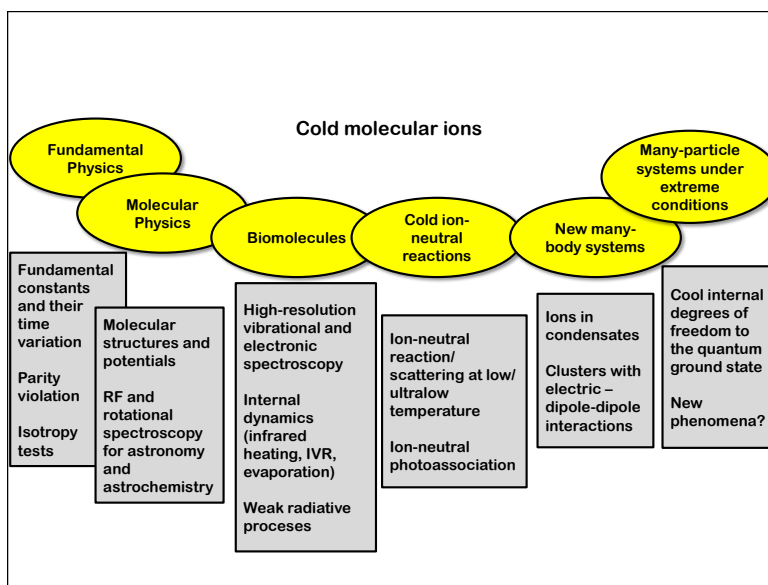 Cold molecular ions
Fundamental
Physics
Molecular
Physics
Biomolecules
Cold ion-
neutral
reactions
New many-
body systems
Many-particle
systems under
extreme
conditions
Fundamental
constants
and their
time
variation
Parity
violation
Isotropy
tests
Molecular
structures and
potentials
RF and
rotational
spectroscopy
for astronomy
and
astrochemistry
High-resolution
vibrational and
electronic
spectroscopy
Internal
dynamics
(infrared
heating, IVR,
evaporation)
Weak radiative
proceses
Ion-neutral
reaction/
scattering at low/
ultralow
temperature
Ion-neutral
photoassociation
Ions in
condensates
Clusters with
electric –
dipole-dipole
interactions
Cool internal
degrees of
freedom to
the quantum
ground state
New
phenomena?